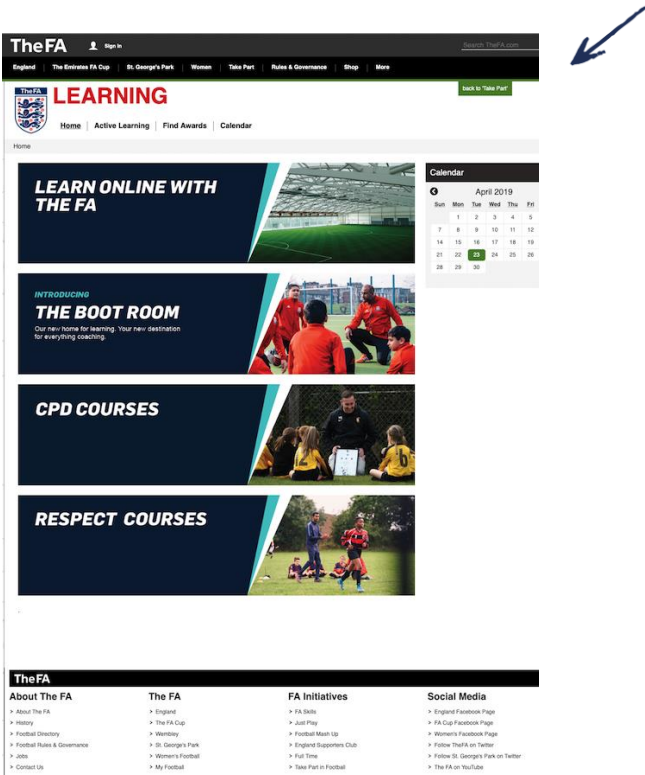 TheFA Sign In Search TheFA.com
England The Emirates FA Cup St. George's Park Women Take Part Rules & Governance Shop More
back to 'Take Part'
The FA
LEARNING
Home Active Learning Find Awards Calendar
Home
LEARN ONLINE WITH
THE FA
Calendar
April 2019
Sun Mon Tue Wed Thu Fri
1 2 3 4 5
7 8 9 10 11 12
14 15 16 17 18 19
21 22 23 24 25 26
28 29 30
INTRODUCING
THE BOOT ROOM
Our new home for learning. Your new destination
for everything coaching.
CPD COURSES
RESPECT COURSES
TheFA
About The FA The FA FA Initiatives Social Media
> About The FA > England > FA Skills > England Facebook Page
> History > The FA Cup > Just Play > FA Cup Facebook Page
> Football Directory > Wembley > Football Mash Up > Women's Facebook Page
> Football Rules & Governance > St. George's Park > England Supporters Club > Follow TheFA on Twitter
> Jobs > Women's Football > Full Time > Follow St. George's Park on Twitter
> Contact Us > My Football > Take Part in Football > The FA on YouTube